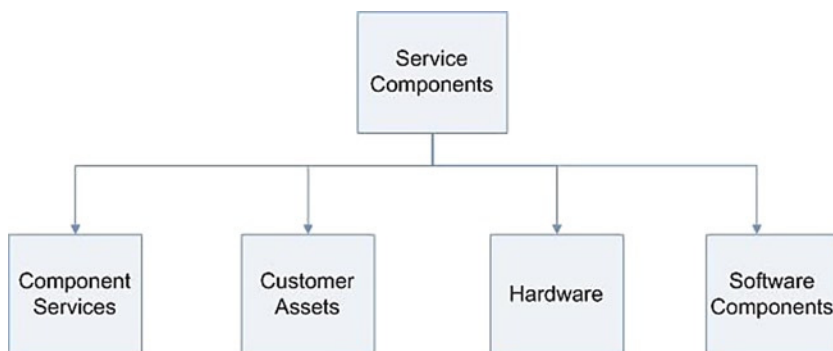 Service
Components
Component
Services
Customer
Assets
Hardware
Software
Components